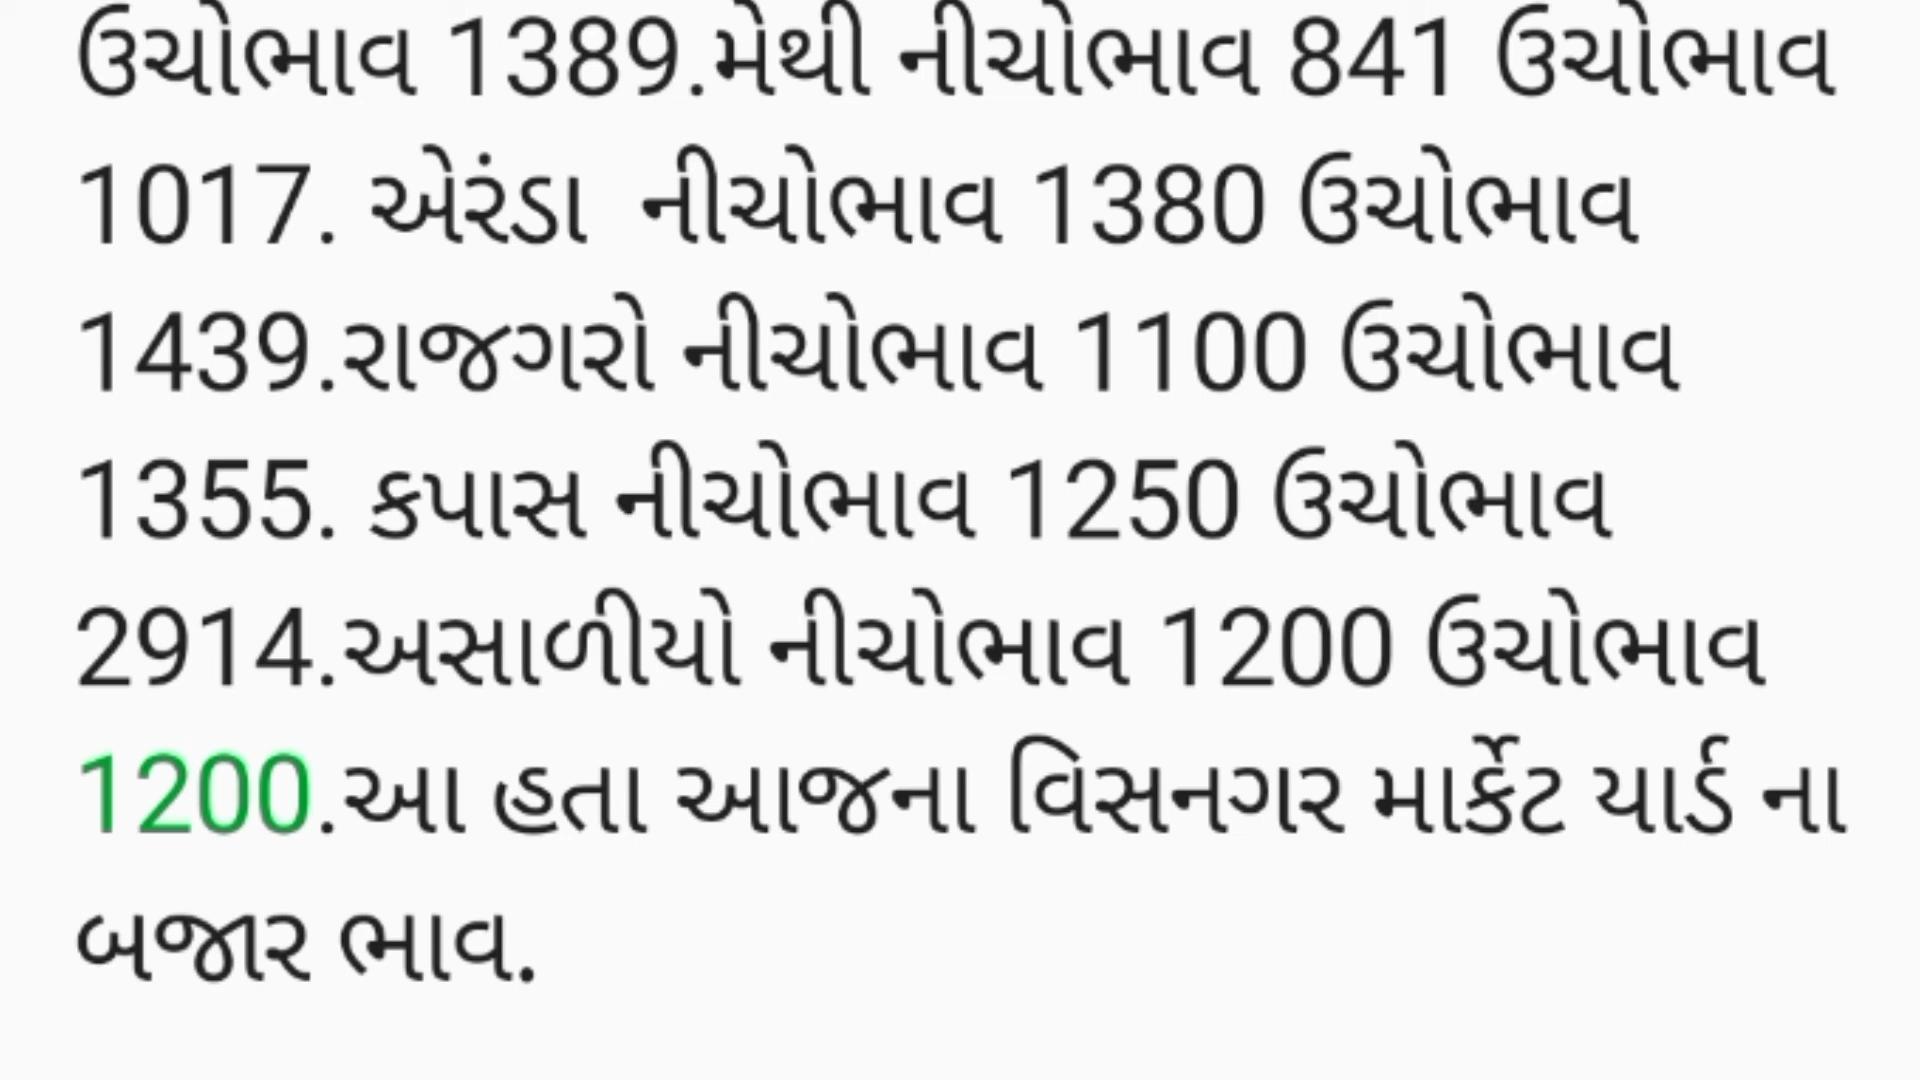 ઉચોભાવ 1389.મેથી નીચોભાવ 841 ઉચોભાવ
1017. એરંડા  નીચોભાવ 1380 ઉચોભાવ
1439.રાજગરો નીચોભાવ 1100 ઉચોભાવ
1355. કપાસ નીચોભાવ 1250 ઉચોભાવ
2914.અસાળીયો નીચોભાવ 1200 ઉચોભાવ
1200.આ હતા આજના વિસનગર માર્કેટ યાર્ડ ના
બજાર ભાવ.